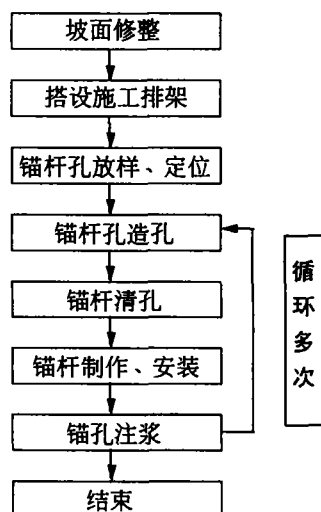 坡面修整
搭设施工排架
锚杆孔放样、定位
锚杆孔造孔
锚杆清孔
锚杆制作、安装
锚孔注浆
结束
循环多次